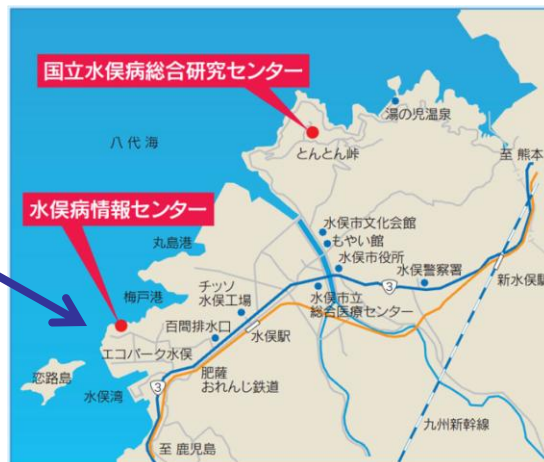 国立水俣病総合研究センター
湯の児温泉
八代海
とんとん峠
至 熊本
水俣病情報センター
水俣市文化会館
もやい館
丸島港
水俣市役所
水俣警察署
新水俣駅
チッソ
水俣工場
3
梅戸港
水俣市立
総合医療センター
百間排水口
水俣駅
エコパーク水俣
恋路島
水俣湾
3
肥薩
おれんじ鉄道
九州新幹線
至 鹿児島